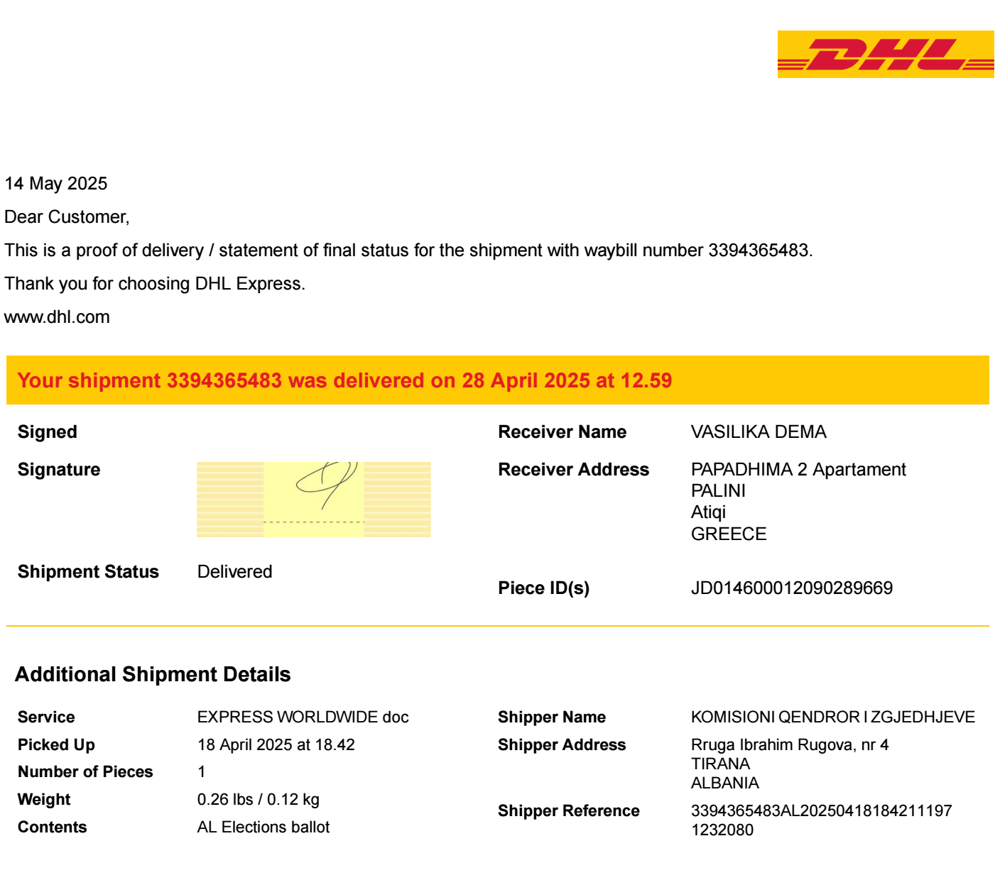 DHL
14 May 2025
Dear Customer,
This is a proof of delivery / statement of final status for the shipment with waybill number 3394365483.
Thank you for choosing DHL Express.
www.dhl.com
Your shipment 3394365483 was delivered on 28 April 2025 at 12.59
Signed
Signature
Shipment Status Delivered
Receiver Name VASILIKA DEMA
Receiver Address PAPADHIMA 2 Apartament
PALINI
Atiqi
GREECE
Piece ID(s) JD014600012090289669
Additional Shipment Details
Service EXPRESS WORLDWIDE doc
Picked Up 18 April 2025 at 18.42
Number of Pieces 1
Weight 0.26 lbs / 0.12 kg
Contents AL Elections ballot
Shipper Name KOMISIONI QENDROR I ZGJEDHJEVE
Shipper Address Rruga Ibrahim Rugova, nr 4
TIRANA
ALBANIA
Shipper Reference 3394365483AL20250418184211197
1232080